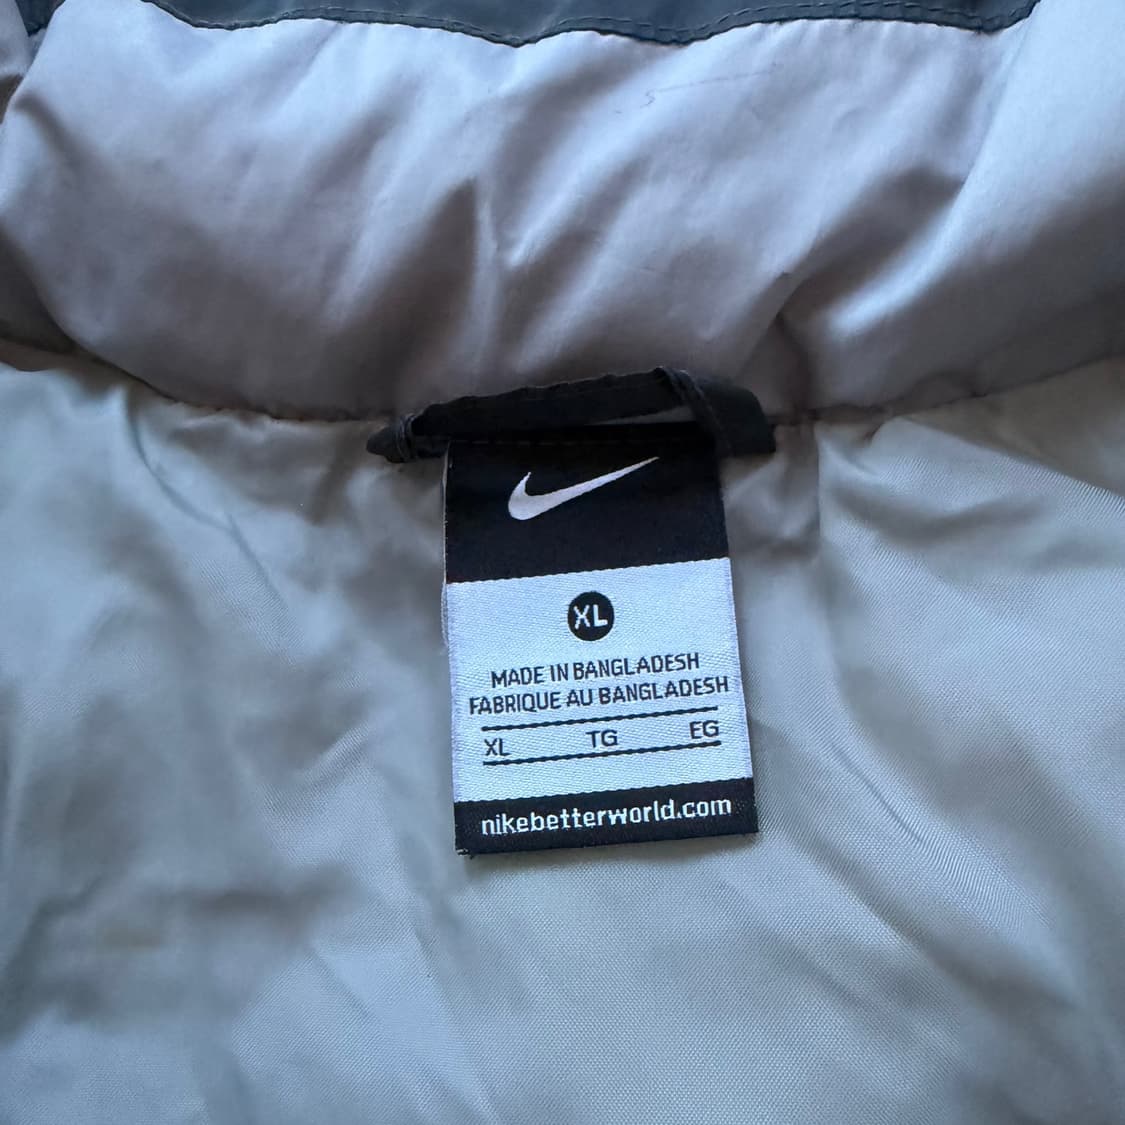 XL
MADE IN BANGLADESH
FABRIQUE AU BANGLADESH
XL TG EG
nikebetterworld.com